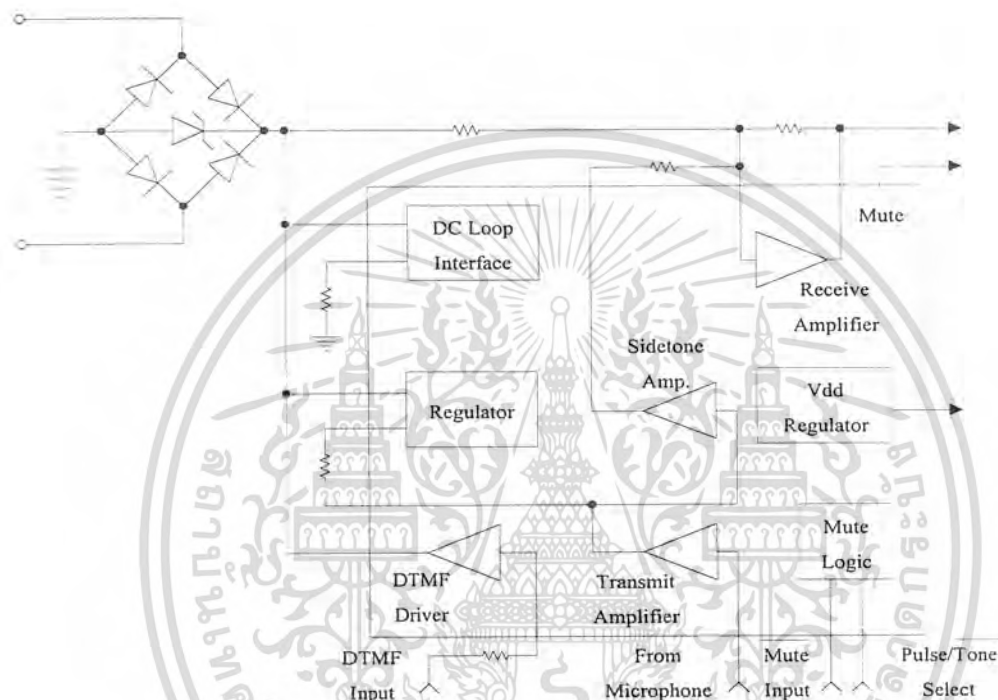 DC Loop
Interface
Mute
Receive
Amplifier
Sidetone
Amp.
Vdd
Regulator
Regulator
Mute
Logic
DTMF
Driver
Transmit
Amplifier
DTMF
Input
From
Microphone
Mute
Input
Pulse/Tone
Select